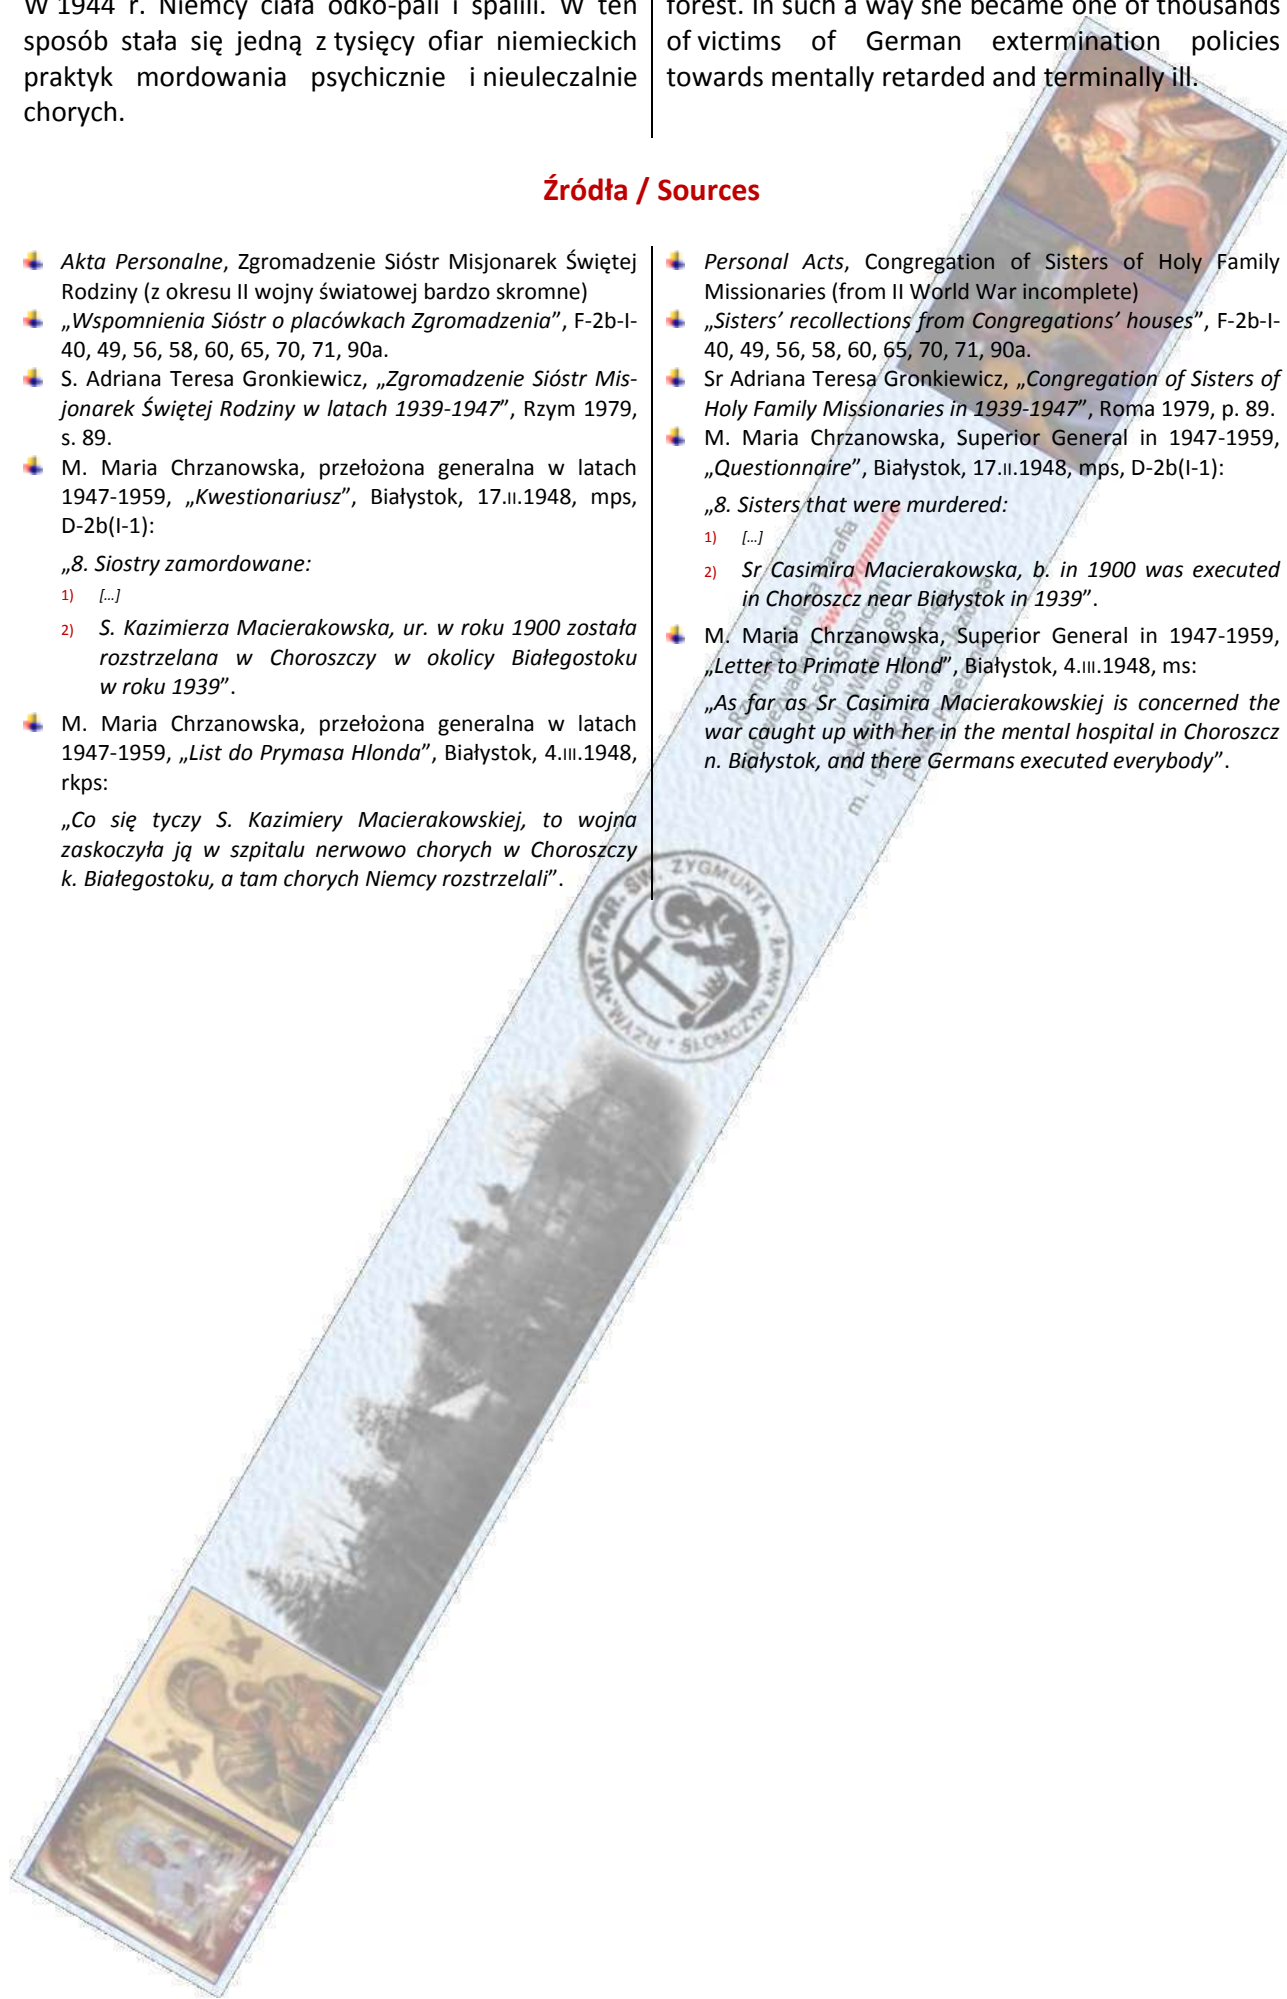 W 1944 r. Niemcy ciała odko-pali i spalili. W ten
sposób stała się jedną z tysięcy ofiar niemieckich
praktyk mordowania psychicznie i nieuleczalnie
chorych.
forest. In such a way she became one of thousands
of victims of German extermination policies
towards mentally retarded and terminally ill.
Źródła / Sources
Akta Personalne, Zgromadzenie Sióstr Misjonarek Świętej
Rodziny (z okresu II wojny światowej bardzo skromne)
„Wspomnienia Sióstr o placówkach Zgromadzenia”, F-2b-I-
40, 49, 56, 58, 60, 65, 70, 71, 90a.
S. Adriana Teresa Gronkiewicz, „Zgromadzenie Sióstr Mis-
jonarek Świętej Rodziny w latach 1939-1947”, Rzym 1979,
s. 89.
M. Maria Chrzanowska, przełożona generalna w latach
1947-1959, „Kwestionariusz”, Białystok, 17.II.1948, mps,
D-2b(I-1):
„8. Siostry zamordowane:
1) […]
2) S. Kazimierza Macierakowska, ur. w roku 1900 została
rozstrzelana w Choroszczy w okolicy Białegostoku
w roku 1939”.
M. Maria Chrzanowska, przełożona generalna w latach
1947-1959, „List do Prymasa Hlonda”, Białystok, 4.III.1948,
rkps:
„Co się tyczy S. Kazimiery Macierakowskiej, to wojna
zaskoczyła ją w szpitalu nerwowo chorych w Choroszczy
k. Białegostoku, a tam chorych Niemcy rozstrzelali”.
Personal Acts, Congregation of Sisters of Holy Family
Missionaries (from II World War incomplete)
„Sisters’ recollections from Congregations’ houses”, F-2b-I-
40, 49, 56, 58, 60, 65, 70, 71, 90a.
Sr Adriana Teresa Gronkiewicz, „Congregation of Sisters of
Holy Family Missionaries in 1939-1947”, Roma 1979, p. 89.
M. Maria Chrzanowska, Superior General in 1947-1959,
„Questionnaire”, Białystok, 17.II.1948, mps, D-2b(I-1):
„8. Sisters that were murdered:
1) […]
2) Sr Casimira Macierakowska, b. in 1900 was executed
in Choroszcz near Białystok in 1939”.
M. Maria Chrzanowska, Superior General in 1947-1959,
„Letter to Primate Hlond”, Białystok, 4.III.1948, ms:
„As far as Sr Casimira Macierakowskiej is concerned the
war caught up with her in the mental hospital in Choroszcz
n. Białystok, and there Germans executed everybody”.
św. Zygmunta
RZYM.-KAT. PAR. ŚW. ZYGMUNTA
SŁOMCZYN